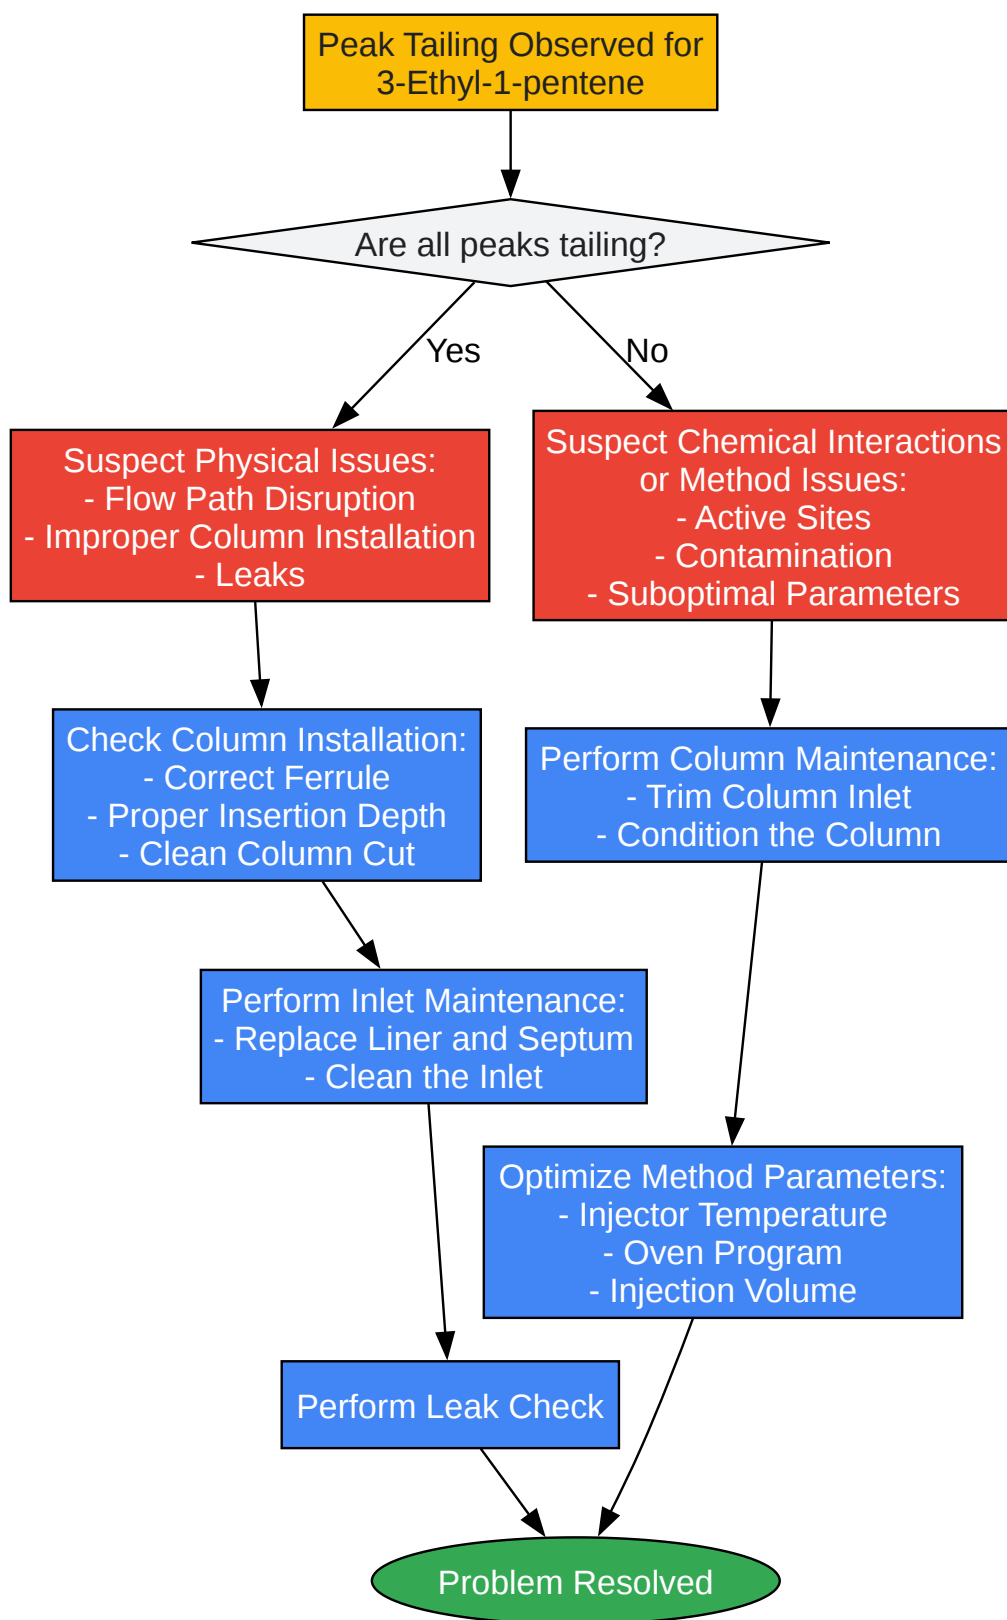 Peak Tailing Observed for
3-Ethyl-1-pentene
Are all peaks tailing?
Yes
No
Suspect Physical Issues:
- Flow Path Disruption
- Improper Column Installation
- Leaks
Suspect Chemical Interactions
or Method Issues:
- Active Sites
- Contamination
- Suboptimal Parameters
Check Column Installation:
- Correct Ferrule
- Proper Insertion Depth
- Clean Column Cut
Perform Column Maintenance:
- Trim Column Inlet
- Condition the Column
Perform Inlet Maintenance:
- Replace Liner and Septum
- Clean the Inlet
Optimize Method Parameters:
- Injector Temperature
- Oven Program
- Injection Volume
Perform Leak Check
Problem Resolved